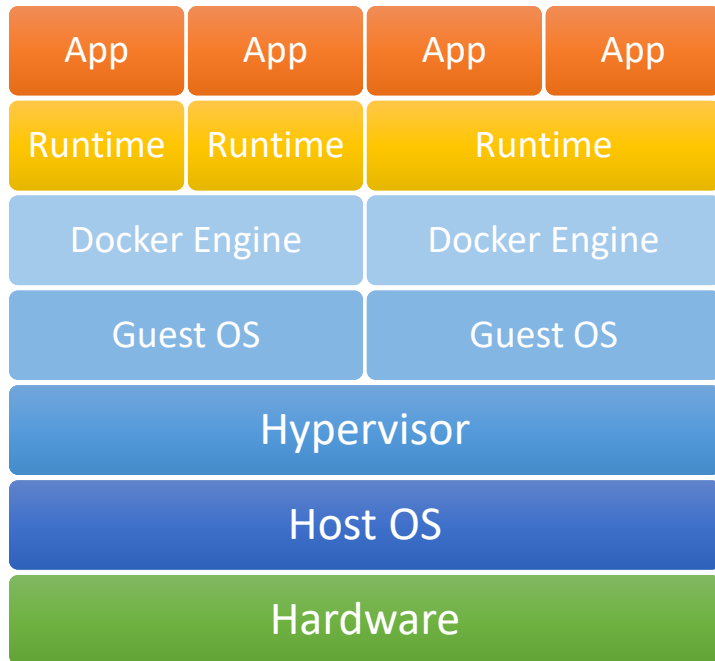 App App App App
Runtime Runtime Runtime
Docker Engine Docker Engine
Guest OS Guest OS
Hypervisor
Host OS
Hardware